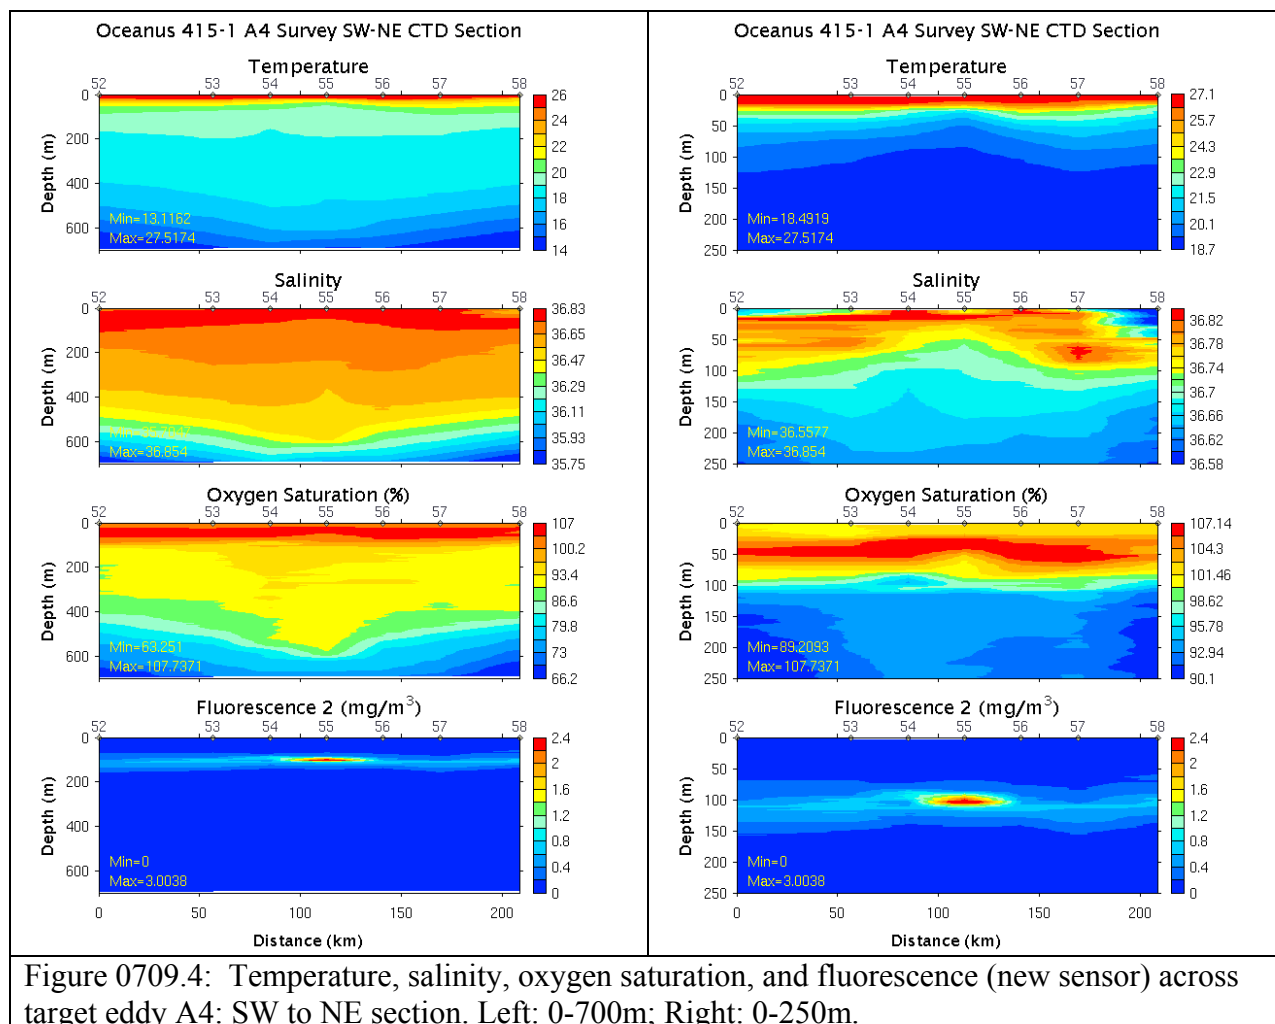 Oceanus 415-1 A4 Survey SW-NE CTD Section
Temperature
52 53 54 55 56 57 58
0
200
400
600
Depth (m)
Min=13.1162
Max=27.5174
26
24
22
20
18
16
14
Salinity
52 53 54 55 56 57 58
0
200
400
600
Depth (m)
Max=36.854
36.83
36.65
36.47
36.29
36.11
35.93
35.75
Oxygen Saturation (%)
52 53 54 55 56 57 58
0
200
400
600
Depth (m)
Min=63.251
Max=107.7371
107
100.2
93.4
86.6
79.8
73
66.2
Fluorescence 2 (mg/m³)
52 53 54 55 56 57 58
0
200
400
600
Depth (m)
Min=0
Max=3.0038
2.4
2
1.6
1.2
0.8
0.4
0
0 50 100 150 200
Distance (km)
Oceanus 415-1 A4 Survey SW-NE CTD Section
Temperature
52 53 54 55 56 57 58
0
50
100
150
200
250
Depth (m)
Min=18.4919
Max=27.5174
27.1
25.7
24.3
22.9
21.5
20.1
18.7
Salinity
52 53 54 55 56 57 58
0
50
100
150
200
250
Depth (m)
Min=36.5577
Max=36.854
36.82
36.78
36.74
36.7
36.66
36.62
36.58
Oxygen Saturation (%)
52 53 54 55 56 57 58
0
50
100
150
200
250
Depth (m)
Min=89.2093
Max=107.7371
107.14
104.3
101.46
98.62
95.78
92.94
90.1
Fluorescence 2 (mg/m³)
52 53 54 55 56 57 58
0
50
100
150
200
250
Depth (m)
Min=0
Max=3.0038
2.4
2
1.6
1.2
0.8
0.4
0
0 50 100 150 200
Distance (km)
Figure 0709.4: Temperature, salinity, oxygen saturation, and fluorescence (new sensor) across
target eddy A4: SW to NE section. Left: 0-700m; Right: 0-250m.